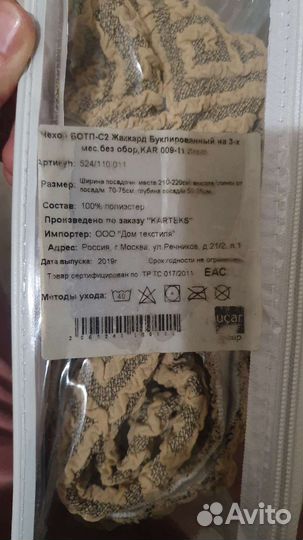 Чехол БОТП-С2 Жаккард Буклированный на 3-х
мес.без обор,KAR 009-11
Артикул: 524/110.011
Размер: Ширина посадочн. места 210-220см, высота спинки от
посадм. 70-75см, глубина
Состав: 100% полиэстер
Произведено по заказу "KARTEKS"
Импортер: ООО "Дом текстиля"
Адрес: Россия, г.Москва, ул.Речников, д.21/2, п.1
Дата выпуска: 2019г Срок годности не
Товар сертифицирован по ТР ТС 017/2011 EAC
Методы ухода: 40
uçar
Avito